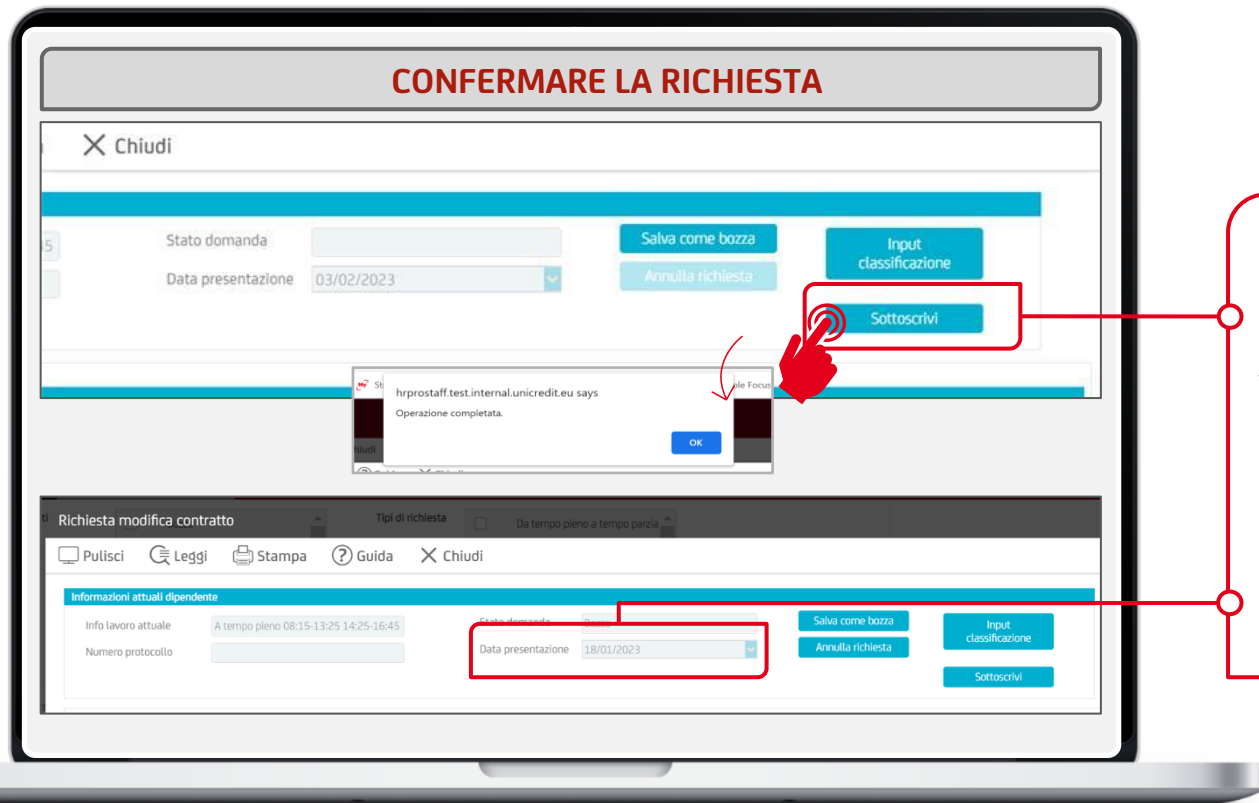 CONFERMARE LA RICHIESTA
Chiudi
Stato domanda
Salva come bozza
Input
classificazione
Data presentazione 03/02/2023
Annulla richiesta
Sottoscrivi
hrprostaff.test.internal.unicredit.eu says
Operazione completata.
OK
Richiesta modifica contratto
Tipi di richiesta
Da tempo pieno a tempo parzia
Pulisci Leggi Stampa Guida Chiudi
Informazioni attuali dipendente
Info lavoro attuale A tempo pieno 08:15-13:25 14:25-16:45
Stato domanda
Salva come bozza
Input
classificazione
Numero protocollo
Data presentazione 18/01/2023
Annulla richiesta
Sottoscrivi